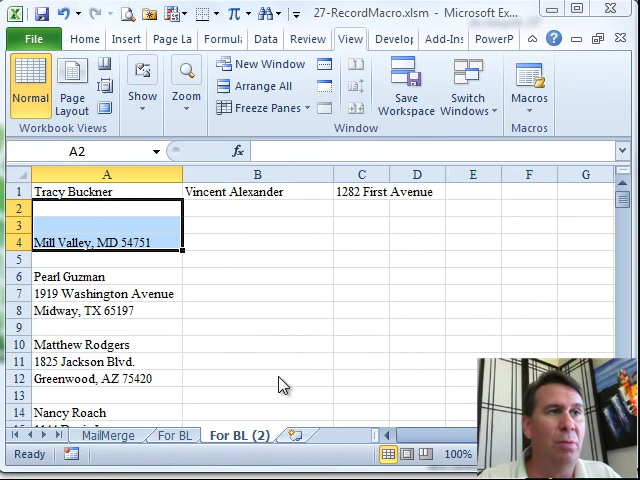 27-RecordMacro.xlsm - Microsoft Ex...
File Home Insert Page La Formula Data Review View Develop Add-Ins PowerP
Normal
Page Layout
Show
Zoom
New Window
Arrange All
Freeze Panes
Save Workspace
Switch Windows
Macros
Workbook Views Window Macros
A2 fx
A B C D E F G
1 Tracy Buckner Vincent Alexander 1282 First Avenue
2
3
4 Mill Valley, MD 54751
5
6 Pearl Guzman
7 1919 Washington Avenue
8 Midway, TX 65197
9
10 Matthew Rodgers
11 1825 Jackson Blvd.
12 Greenwood, AZ 75420
13
14 Nancy Roach
MailMerge For BL For BL (2)
Ready 100%